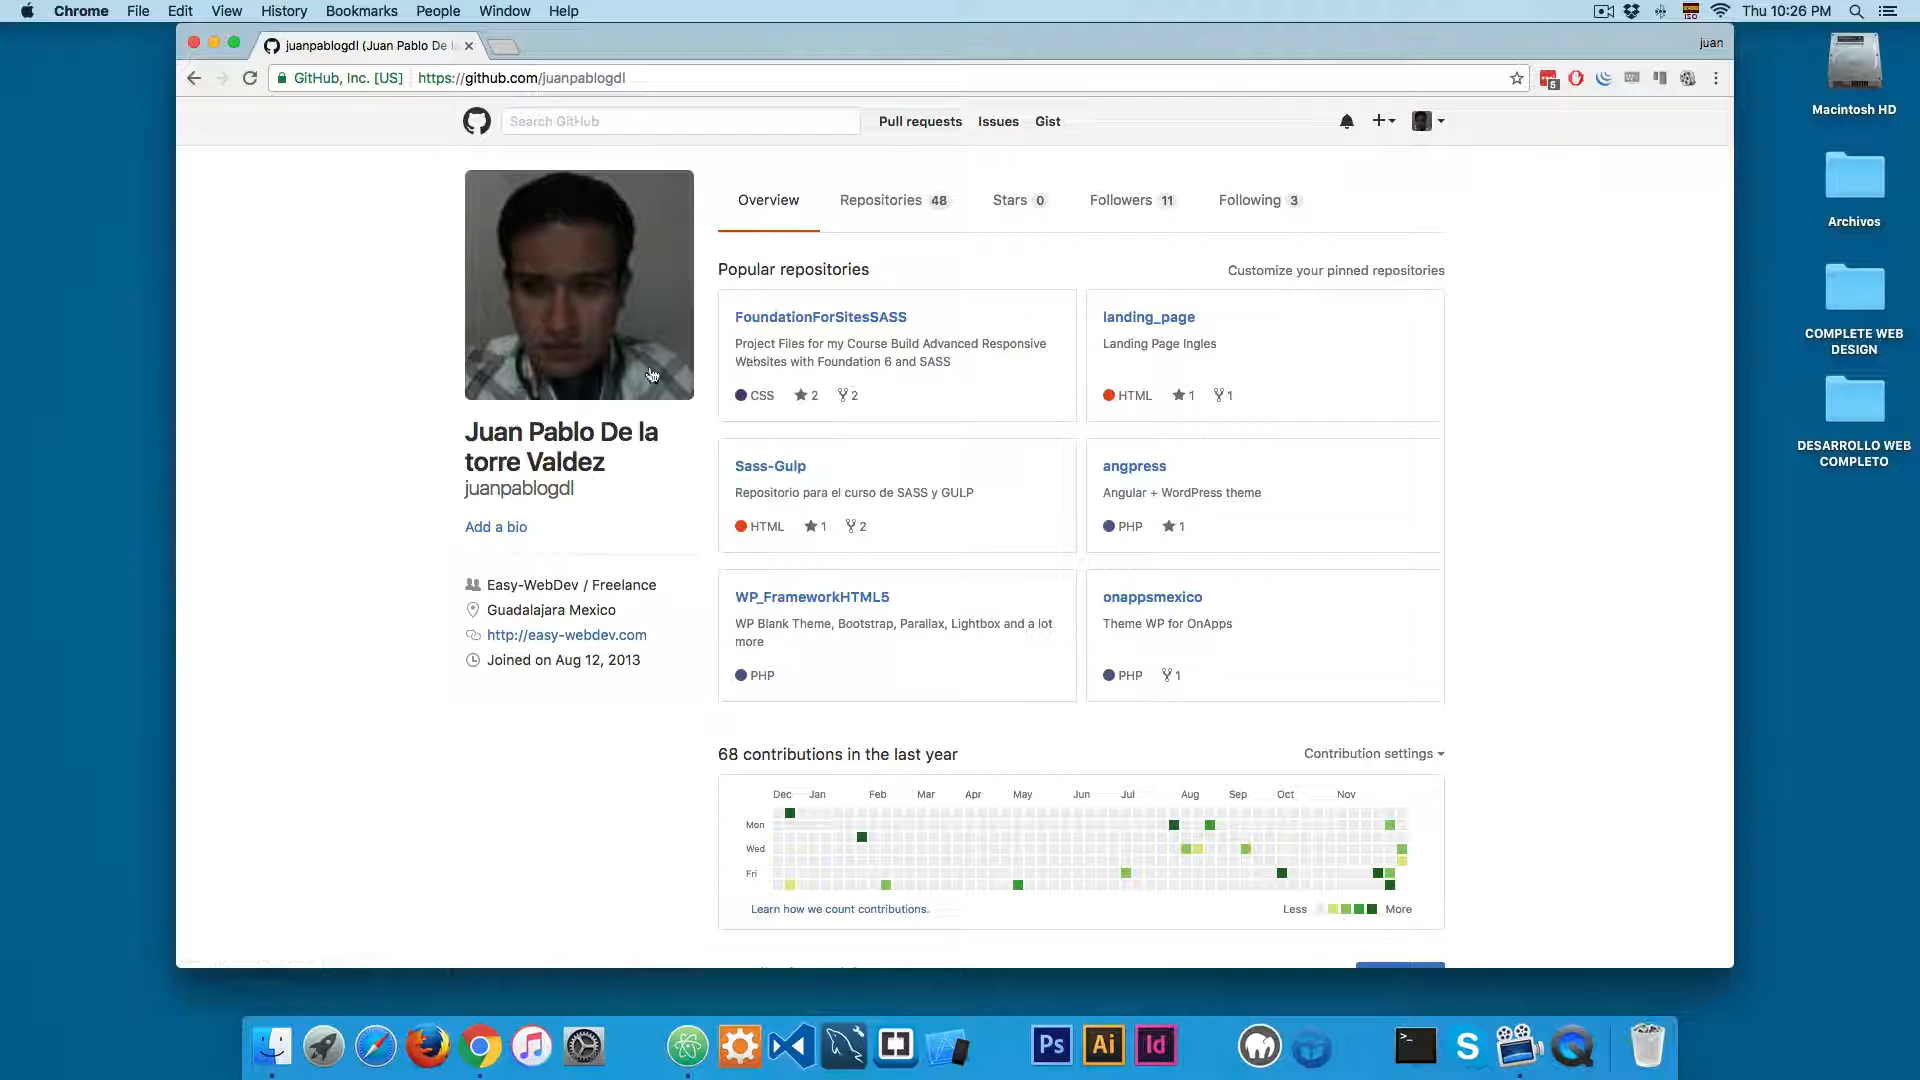 Chrome File Edit View History Bookmarks People Window Help
ISO
Thu 10:26 PM
juanpablogdl (Juan Pablo De l
juan
GitHub, Inc. [US] https://github.com/juanpablogdl
Search GitHub
Pull requests Issues Gist
Overview Repositories 48 Stars 0 Followers 11 Following 3
Popular repositories
Customize your pinned repositories
FoundationForSitesSASS
Project Files for my Course Build Advanced Responsive
Websites with Foundation 6 and SASS
CSS 2 2
landing_page
Landing Page Ingles
HTML 1 1
Sass-Gulp
Repositorio para el curso de SASS y GULP
HTML 1 2
angpress
Angular + WordPress theme
PHP 1
WP_FrameworkHTML5
WP Blank Theme, Bootstrap, Parallax, Lightbox and a lot
more
PHP
onappsmexico
Theme WP for OnApps
PHP 1
Juan Pablo De la
torre Valdez
juanpablogdl
Add a bio
Easy-WebDev / Freelance
Guadalajara Mexico
http://easy-webdev.com
Joined on Aug 12, 2013
68 contributions in the last year
Contribution settings
Dec Jan Feb Mar Apr May Jun Jul Aug Sep Oct Nov
Mon
Wed
Fri
Learn how we count contributions.
Less More
Macintosh HD
Archivos
COMPLETE WEB
DESIGN
DESARROLLO WEB
COMPLETO
Ps Ai Id